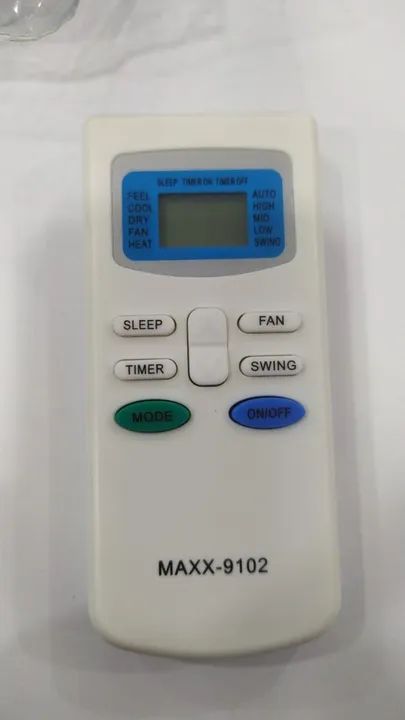 SLEEP TIMER ON TIMER OFF
FEEL
COOL
DRY
FAN
HEAT
AUTO
HIGH
MID
LOW
SWING
SLEEP
FAN
TIMER
SWING
MODE
ON/OFF
MAXX-9102